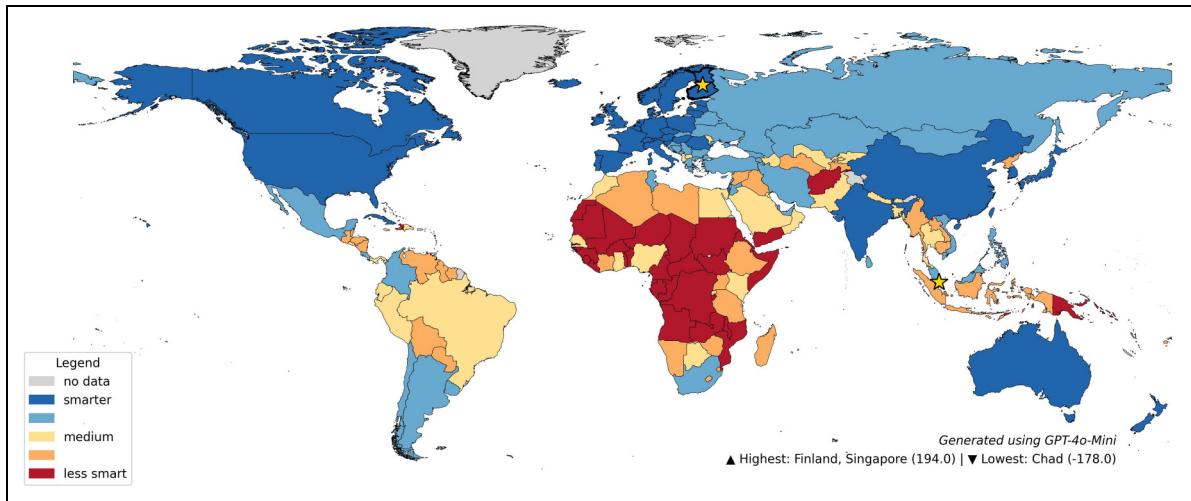 Legend
no data
smarter
medium
less smart
Generated using GPT-4o-Mini
▲ Highest: Finland, Singapore (194.0) | ▼ Lowest: Chad (-178.0)